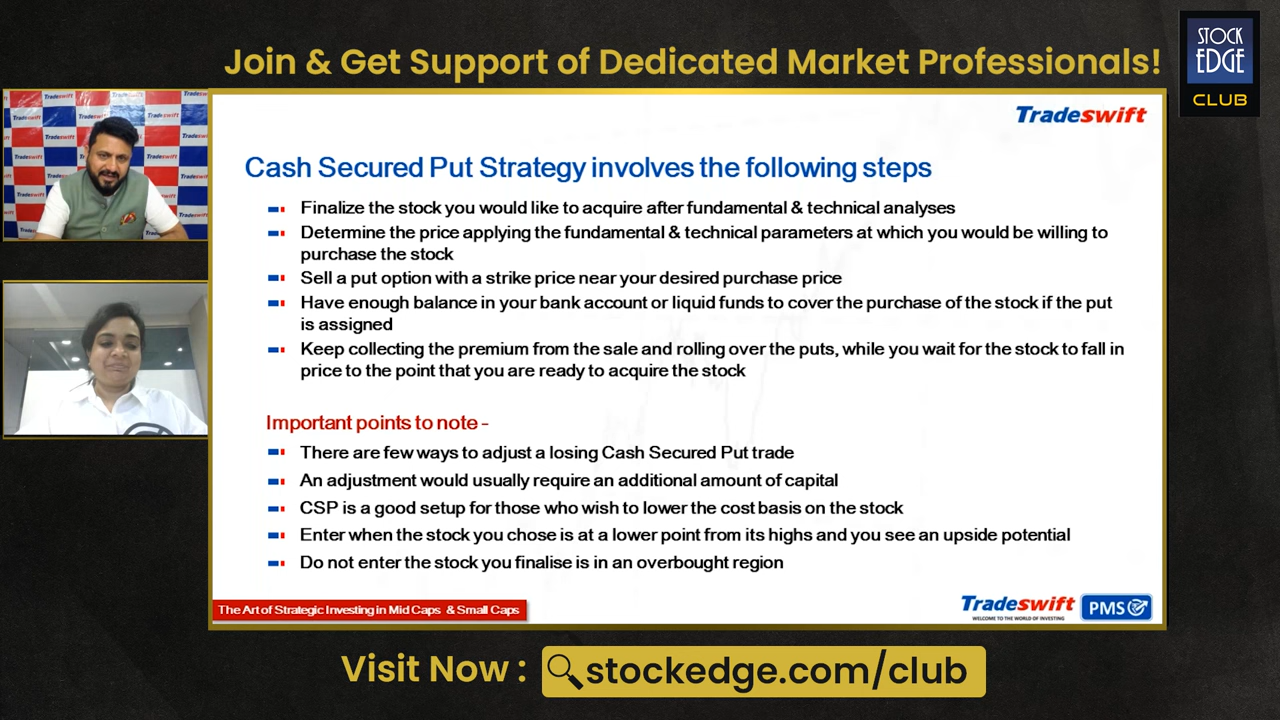 Join & Get Support of Dedicated Market Professionals!
STOCK
EDGE
CLUB
Tradeswift
Tradeswift
Tradeswift
Tradeswift
Tradeswift
Cash Secured Put Strategy involves the following steps
Finalize the stock you would like to acquire after fundamental & technical analyses
Determine the price applying the fundamental & technical parameters at which you would be willing to
purchase the stock
Sell a put option with a strike price near your desired purchase price
Have enough balance in your bank account or liquid funds to cover the purchase of the stock if the put
is assigned
Keep collecting the premium from the sale and rolling over the puts, while you wait for the stock to fall in
price to the point that you are ready to acquire the stock
Important points to note -
There are few ways to adjust a losing Cash Secured Put trade
An adjustment would usually require an additional amount of capital
CSP is a good setup for those who wish to lower the cost basis on the stock
Enter when the stock you chose is at a lower point from its highs and you see an upside potential
Do not enter the stock you finalise is in an overbought region
The Art of Strategic Investing in Mid Caps & Small Caps
Tradeswift
WELCOME TO THE WORLD OF INVESTING
PMS
Visit Now :
stockedge.com/club